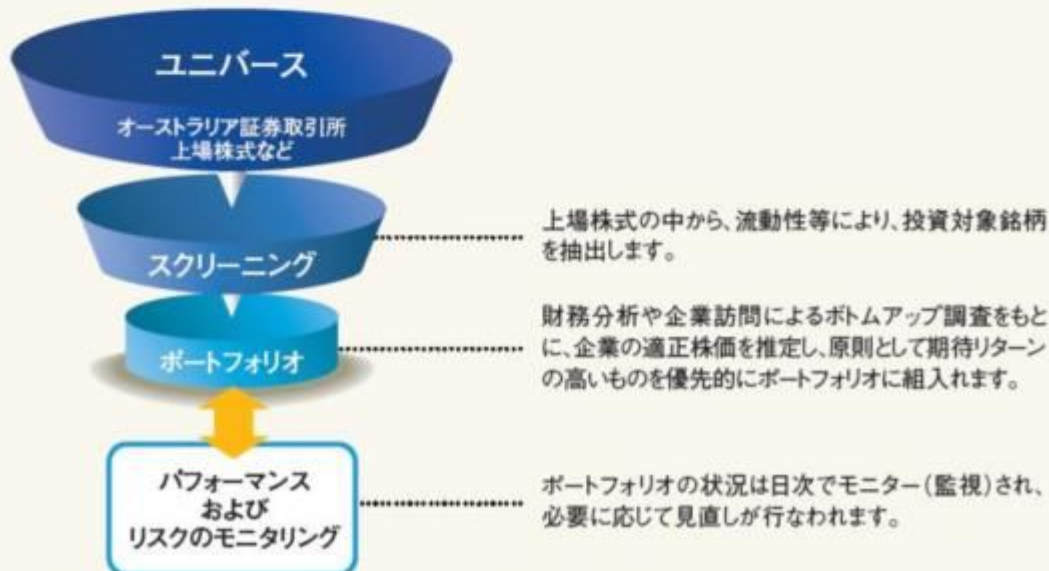 ユニバース
オーストラリア証券取引所
上場株式など
スクリーニング
上場株式の中から、流動性等により、投資対象銘柄
を抽出します。
ポートフォリオ
財務分析や企業訪問によるボトムアップ調査をもと
に、企業の適正株価を推定し、原則として期待リターン
の高いものを優先的にポートフォリオに組入れます。
パフォーマンス
および
リスクのモニタリング
ポートフォリオの状況は日次でモニター(監視)され、
必要に応じて見直しが行なわれます。